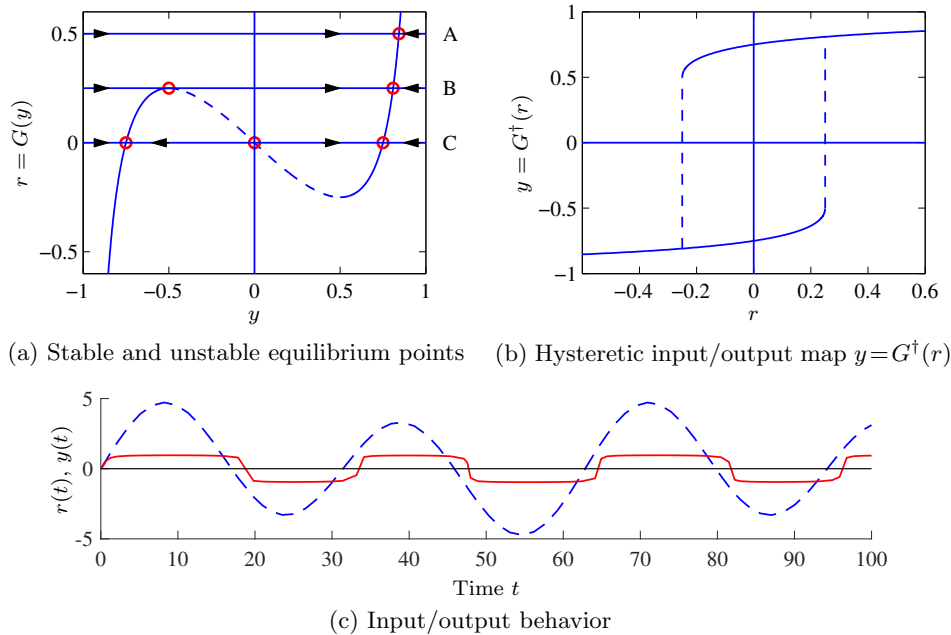 0.5
0
−0.5
r = G(y)
A
B
C
−1
−0.5
0
0.5
1
y
1
0.5
0
−0.5
−1
y = G†(r)
−0.4
−0.2
0
0.2
0.4
0.6
r
(a) Stable and unstable equilibrium points
(b) Hysteretic input/output map y=G†(r)
5
0
-5
r(t), y(t)
0
10
20
30
40
50
60
70
80
90
100
Time t
(c) Input/output behavior